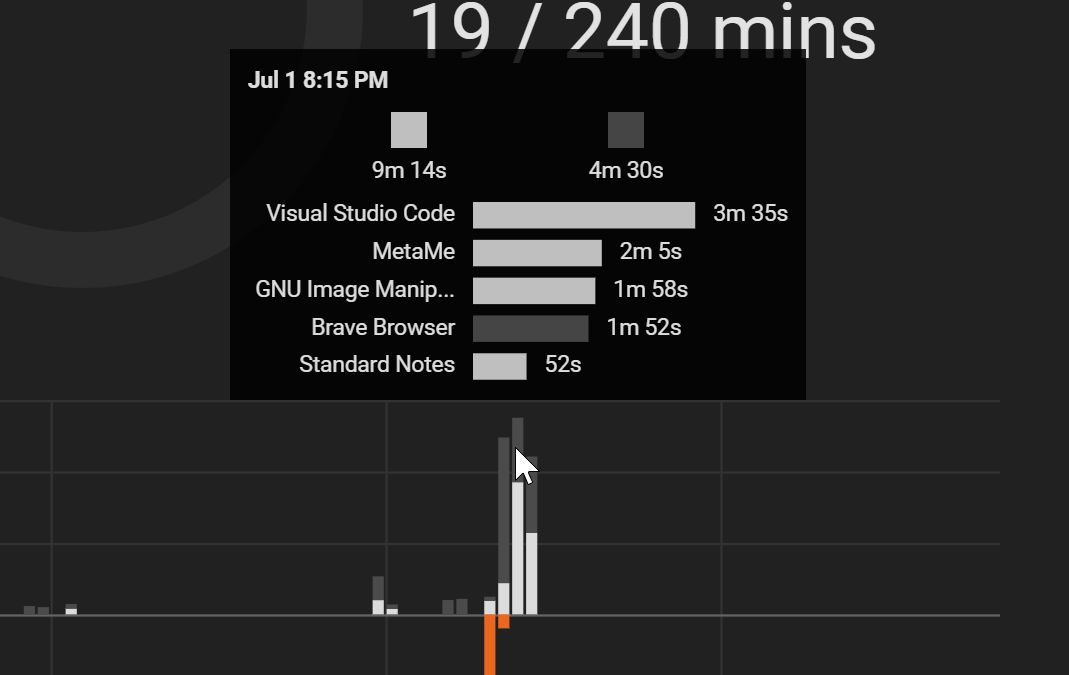 19 / 240 mins
Jul 1 8:15 PM
9m 14s 4m 30s
Visual Studio Code 3m 35s
MetaMe 2m 5s
GNU Image Manip... 1m 58s
Brave Browser 1m 52s
Standard Notes 52s